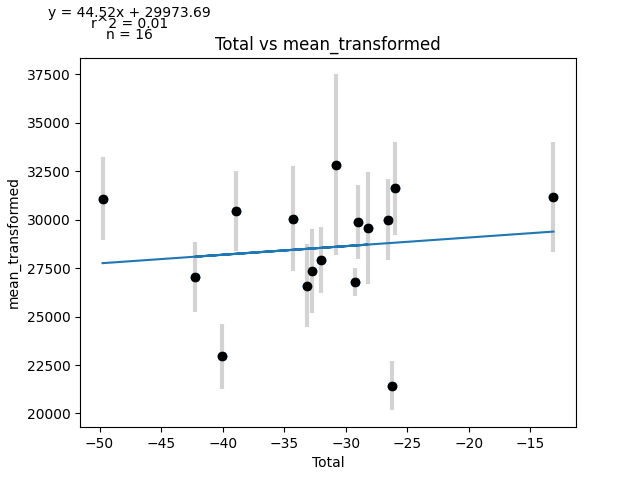 y = 44.52x + 29973.69
r^2 = 0.01
n = 16
Total vs mean_transformed
37500
35000
32500
30000
27500
25000
22500
20000
mean_transformed
−50 −45 −40 −35 −30 −25 −20 −15
Total